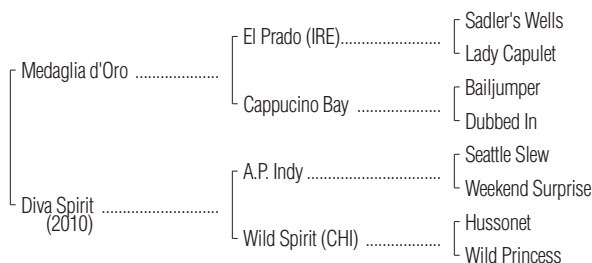 Sadler's Wells
El Prado (IRE).......................
Lady Capulet
Medaglia d'Oro ...................
Bailjumper
Cappucino Bay ...................
Dubbed In
Seattle Slew
A.P. Indy ..............................
Weekend Surprise
Diva Spirit ..........................
(2010)
Hussonet
Wild Spirit (CHI) .................
Wild Princess